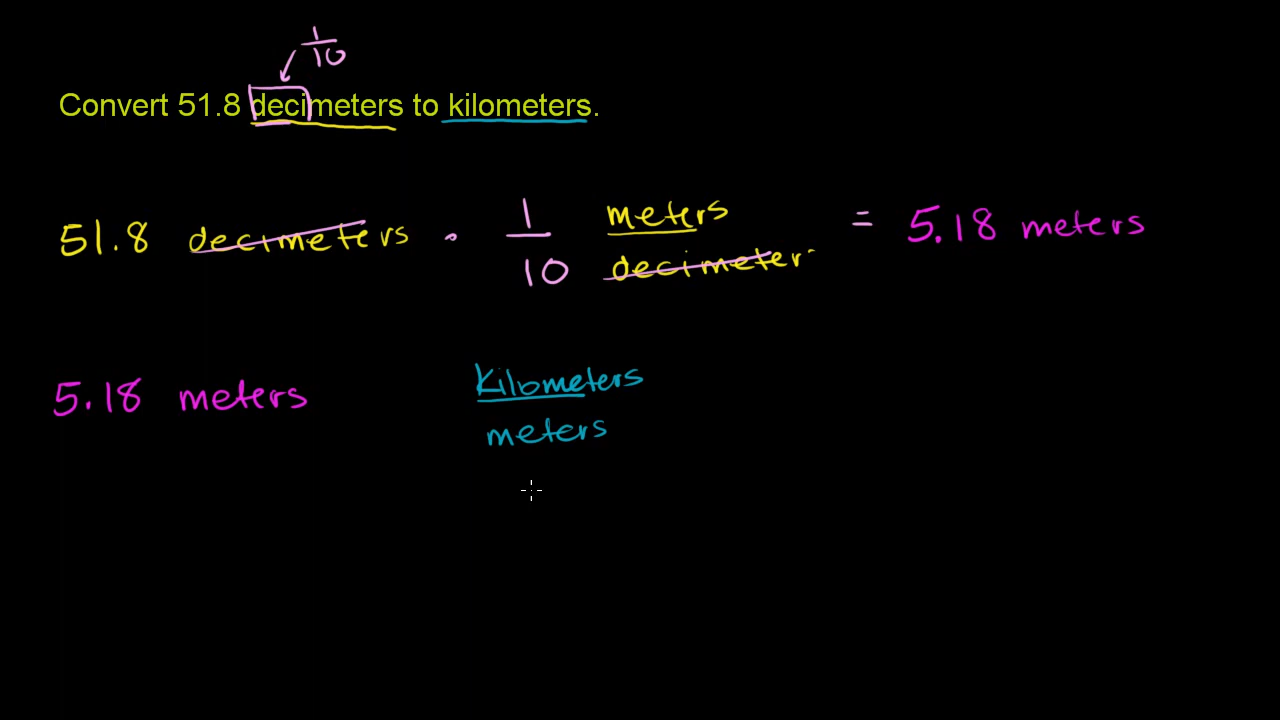 1/10
Convert 51.8 decimeters to kilometers.
51.8 decimeters · 1/10 meters/decimeter = 5.18 meters
5.18 meters kilometers/meters